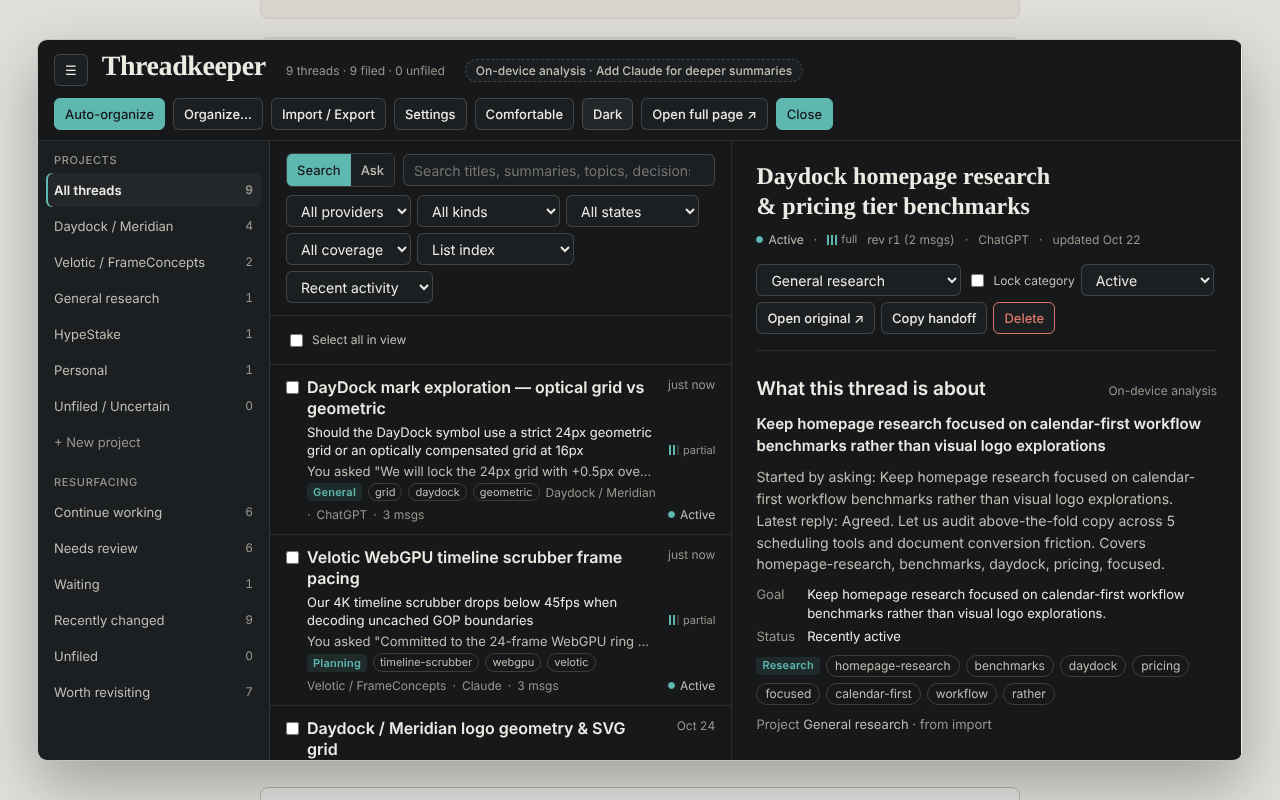 ☰ Threadkeeper 9 threads · 9 filed · 0 unfiled On-device analysis · Add Claude for deeper summaries
Auto-organize Organize... Import / Export Settings Comfortable Dark Open full page ↗ Close
PROJECTS
All threads 9
Daydock / Meridian 4
Velotic / FrameConcepts 2
General research 1
HypeStake 1
Personal 1
Unfiled / Uncertain 0
+ New project
RESURFACING
Continue working 6
Needs review 6
Waiting 1
Recently changed 9
Unfiled 0
Worth revisiting 7
Search Ask Search titles, summaries, topics, decisions
All providers All kinds All states
All coverage List index
Recent activity
Select all in view
DayDock mark exploration — optical grid vs just now
geometric
Should the DayDock symbol use a strict 24px geometric
grid or an optically compensated grid at 16px partial
You asked "We will lock the 24px grid with +0.5px ove...
General grid daydock geometric Daydock / Meridian
· ChatGPT · 3 msgs Active
Velotic WebGPU timeline scrubber frame just now
pacing
Our 4K timeline scrubber drops below 45fps when
decoding uncached GOP boundaries partial
You asked "Committed to the 24-frame WebGPU ring ...
Planning timeline-scrubber webgpu velotic
Velotic / FrameConcepts · Claude · 3 msgs Active
Daydock / Meridian logo geometry & SVG Oct 24
grid
Daydock homepage research
& pricing tier benchmarks
Active · full rev r1 (2 msgs) · ChatGPT · updated Oct 22
General research Lock category Active
Open original ↗ Copy handoff Delete
What this thread is about On-device analysis
Keep homepage research focused on calendar-first workflow
benchmarks rather than visual logo explorations
Started by asking: Keep homepage research focused on calendar-
first workflow benchmarks rather than visual logo explorations.
Latest reply: Agreed. Let us audit above-the-fold copy across 5
scheduling tools and document conversion friction. Covers
homepage-research, benchmarks, daydock, pricing, focused.
Goal Keep homepage research focused on calendar-first workflow
benchmarks rather than visual logo explorations.
Status Recently active
Research homepage-research benchmarks daydock pricing
focused calendar-first workflow rather
Project General research · from import